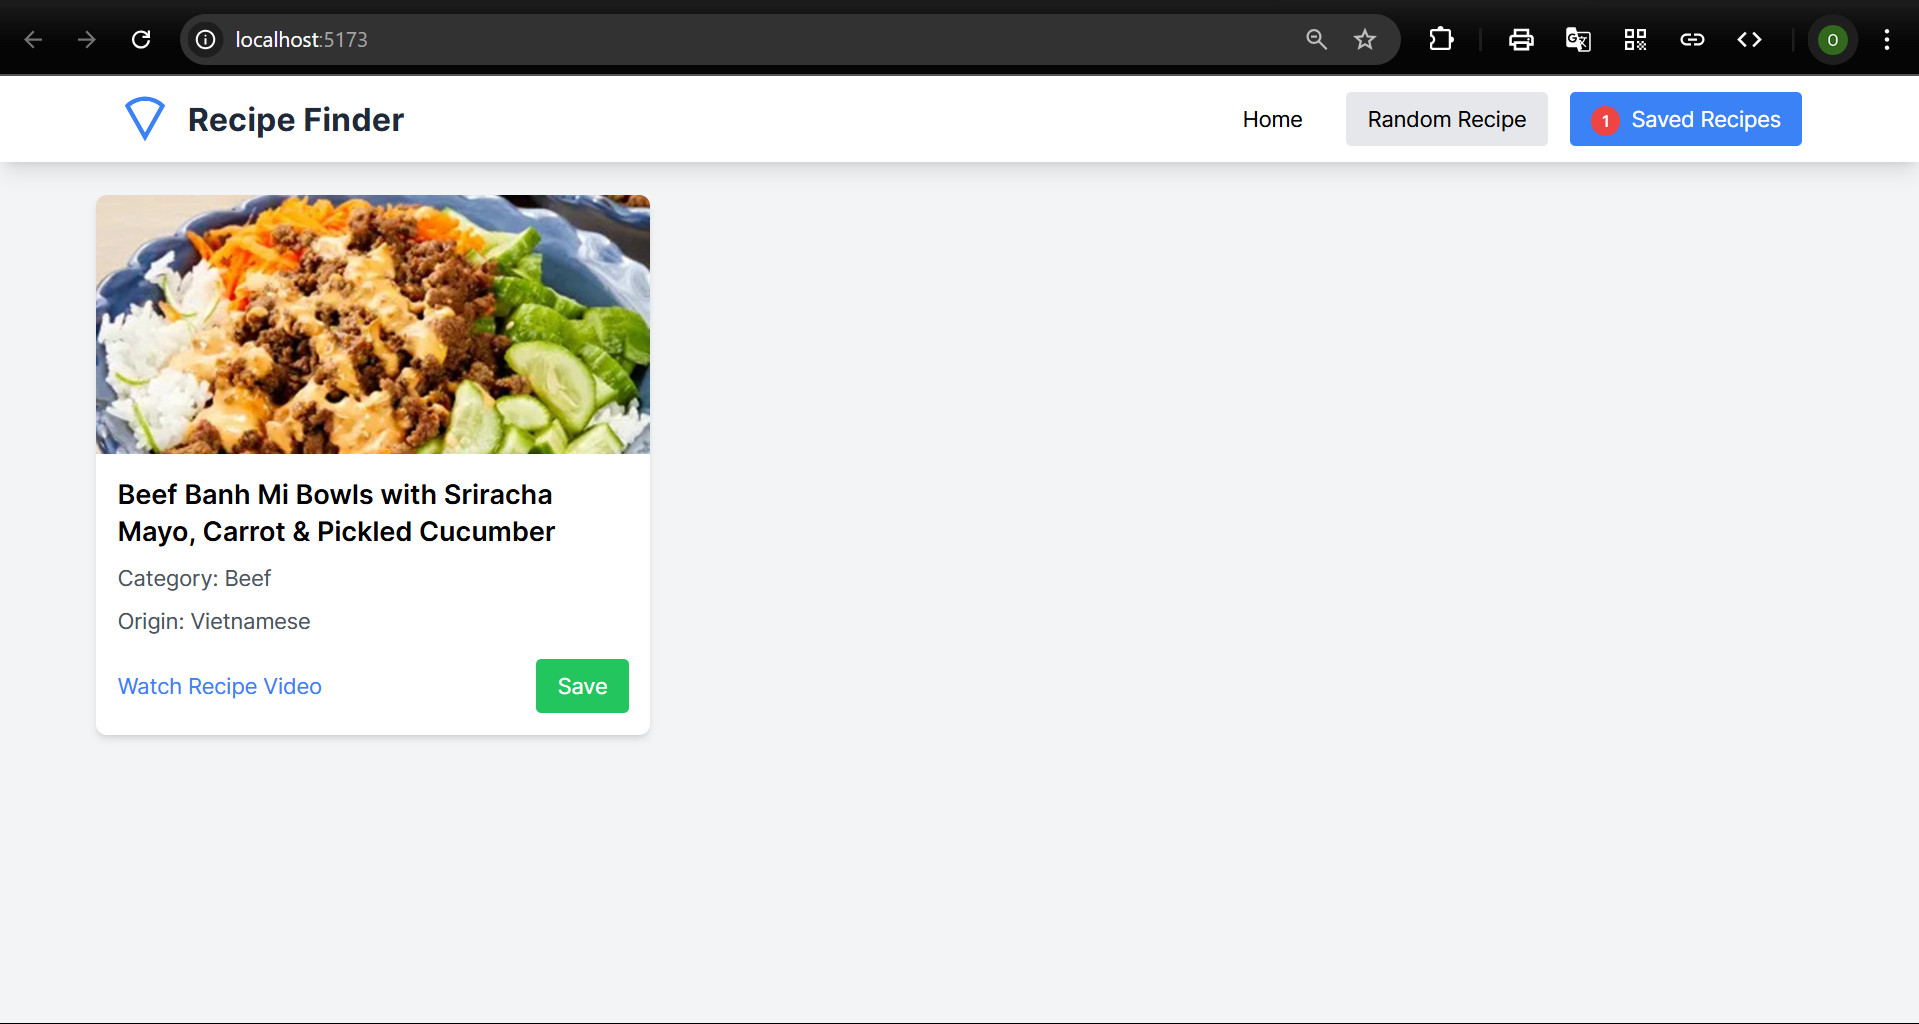 localhost:5173
0
Recipe Finder
Home
Random Recipe
1 Saved Recipes
Beef Banh Mi Bowls with Sriracha
Mayo, Carrot & Pickled Cucumber
Category: Beef
Origin: Vietnamese
Watch Recipe Video
Save